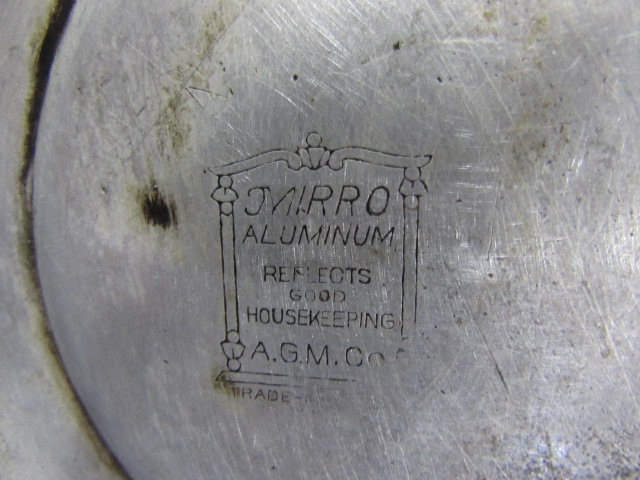 MIRRO
ALUMINUM
REFLECTS
GOOD
HOUSEKEEPING
A.G.M. Co
TRADE-